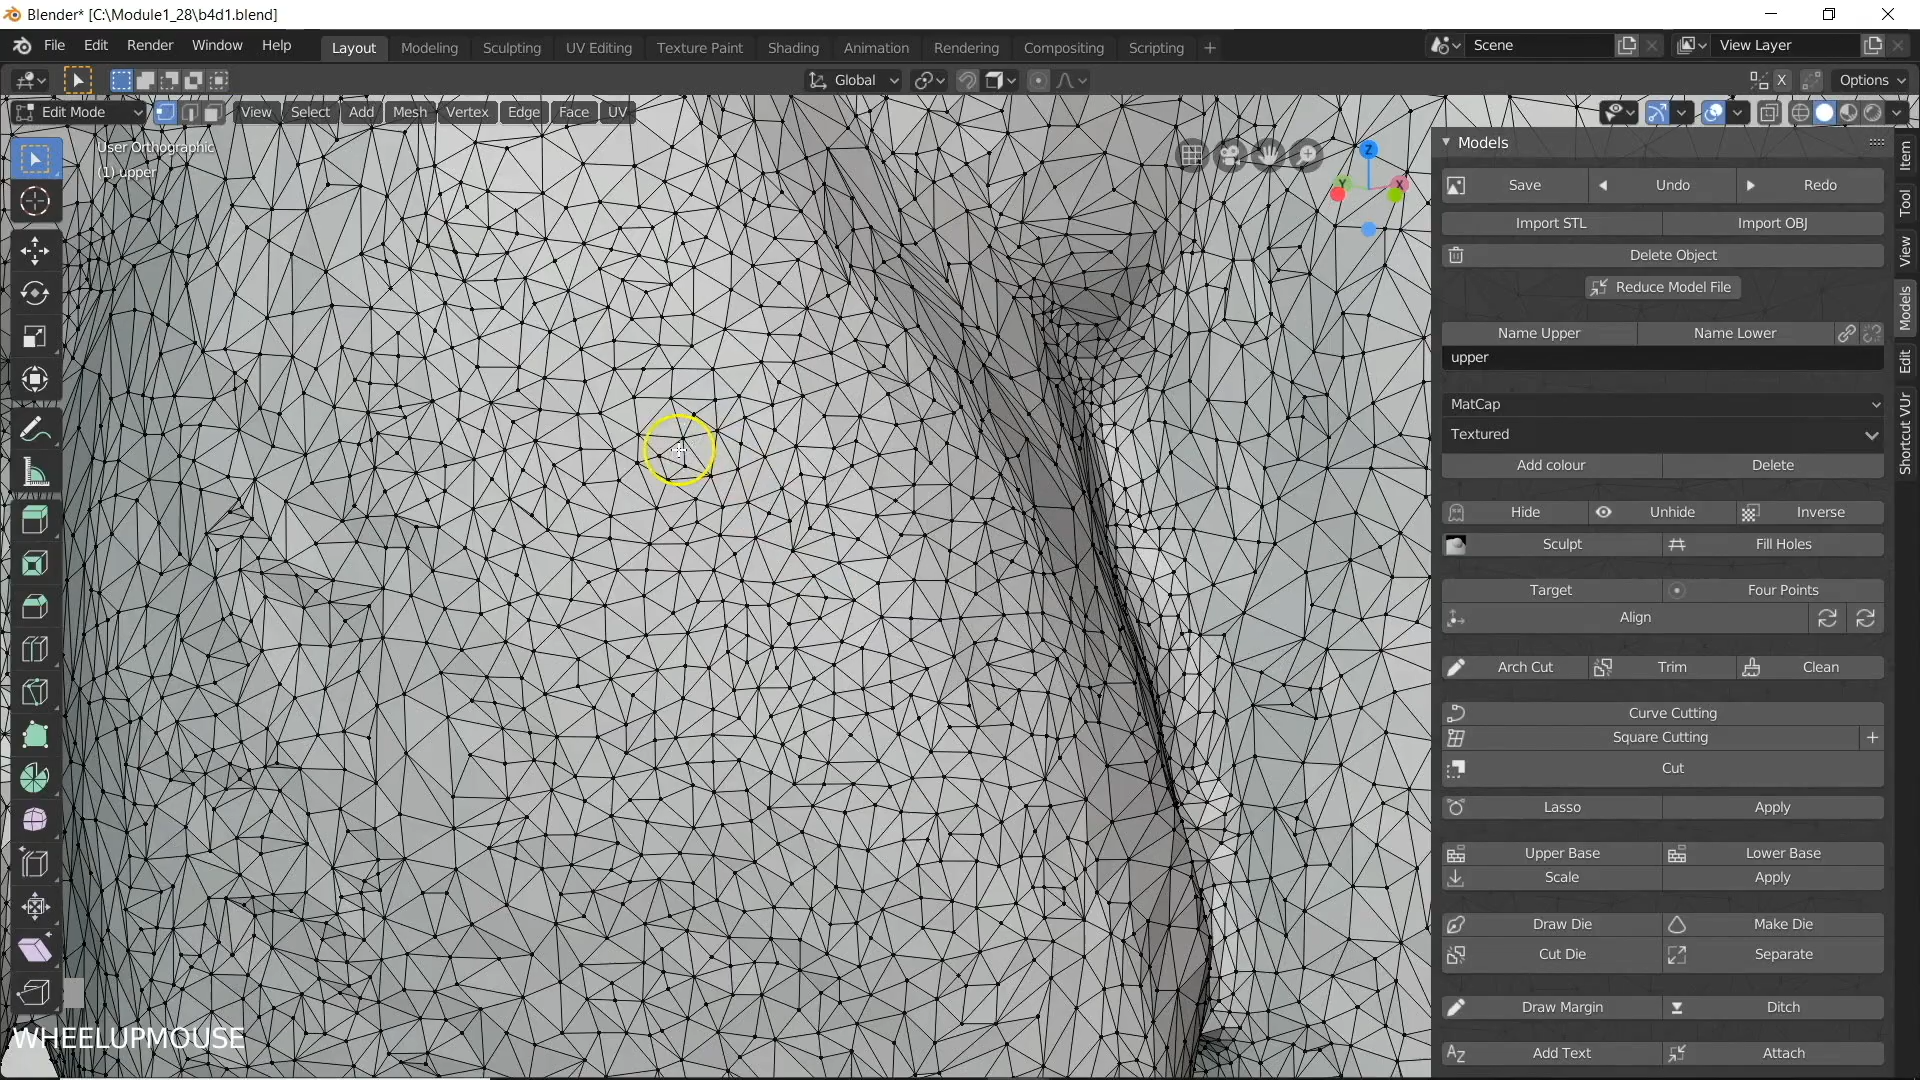 Blender* [C:\Module1_28\b4d1.blend]
File Edit Render Window Help Layout Modeling Sculpting UV Editing Texture Paint Shading Animation Rendering Compositing Scripting + Scene View Layer
Global X Options
Edit Mode View Select Add Mesh Vertex Edge Face UV
User Orthographic
(1) upper
Z
Y X
Models
Save Undo Redo
Import STL Import OBJ
Delete Object
Reduce Model File
Name Upper Name Lower
upper
MatCap
Textured
Add colour Delete
Hide Unhide Inverse
Sculpt Fill Holes
Target Four Points
Align
Arch Cut Trim Clean
Curve Cutting
Square Cutting +
Cut
Lasso Apply
Upper Base Lower Base
Scale Apply
Draw Die Make Die
Cut Die Separate
Draw Margin Ditch
Add Text Attach
Item
Tool
View
Models
Edit
Shortcut VUr
WHEELUPMOUSE